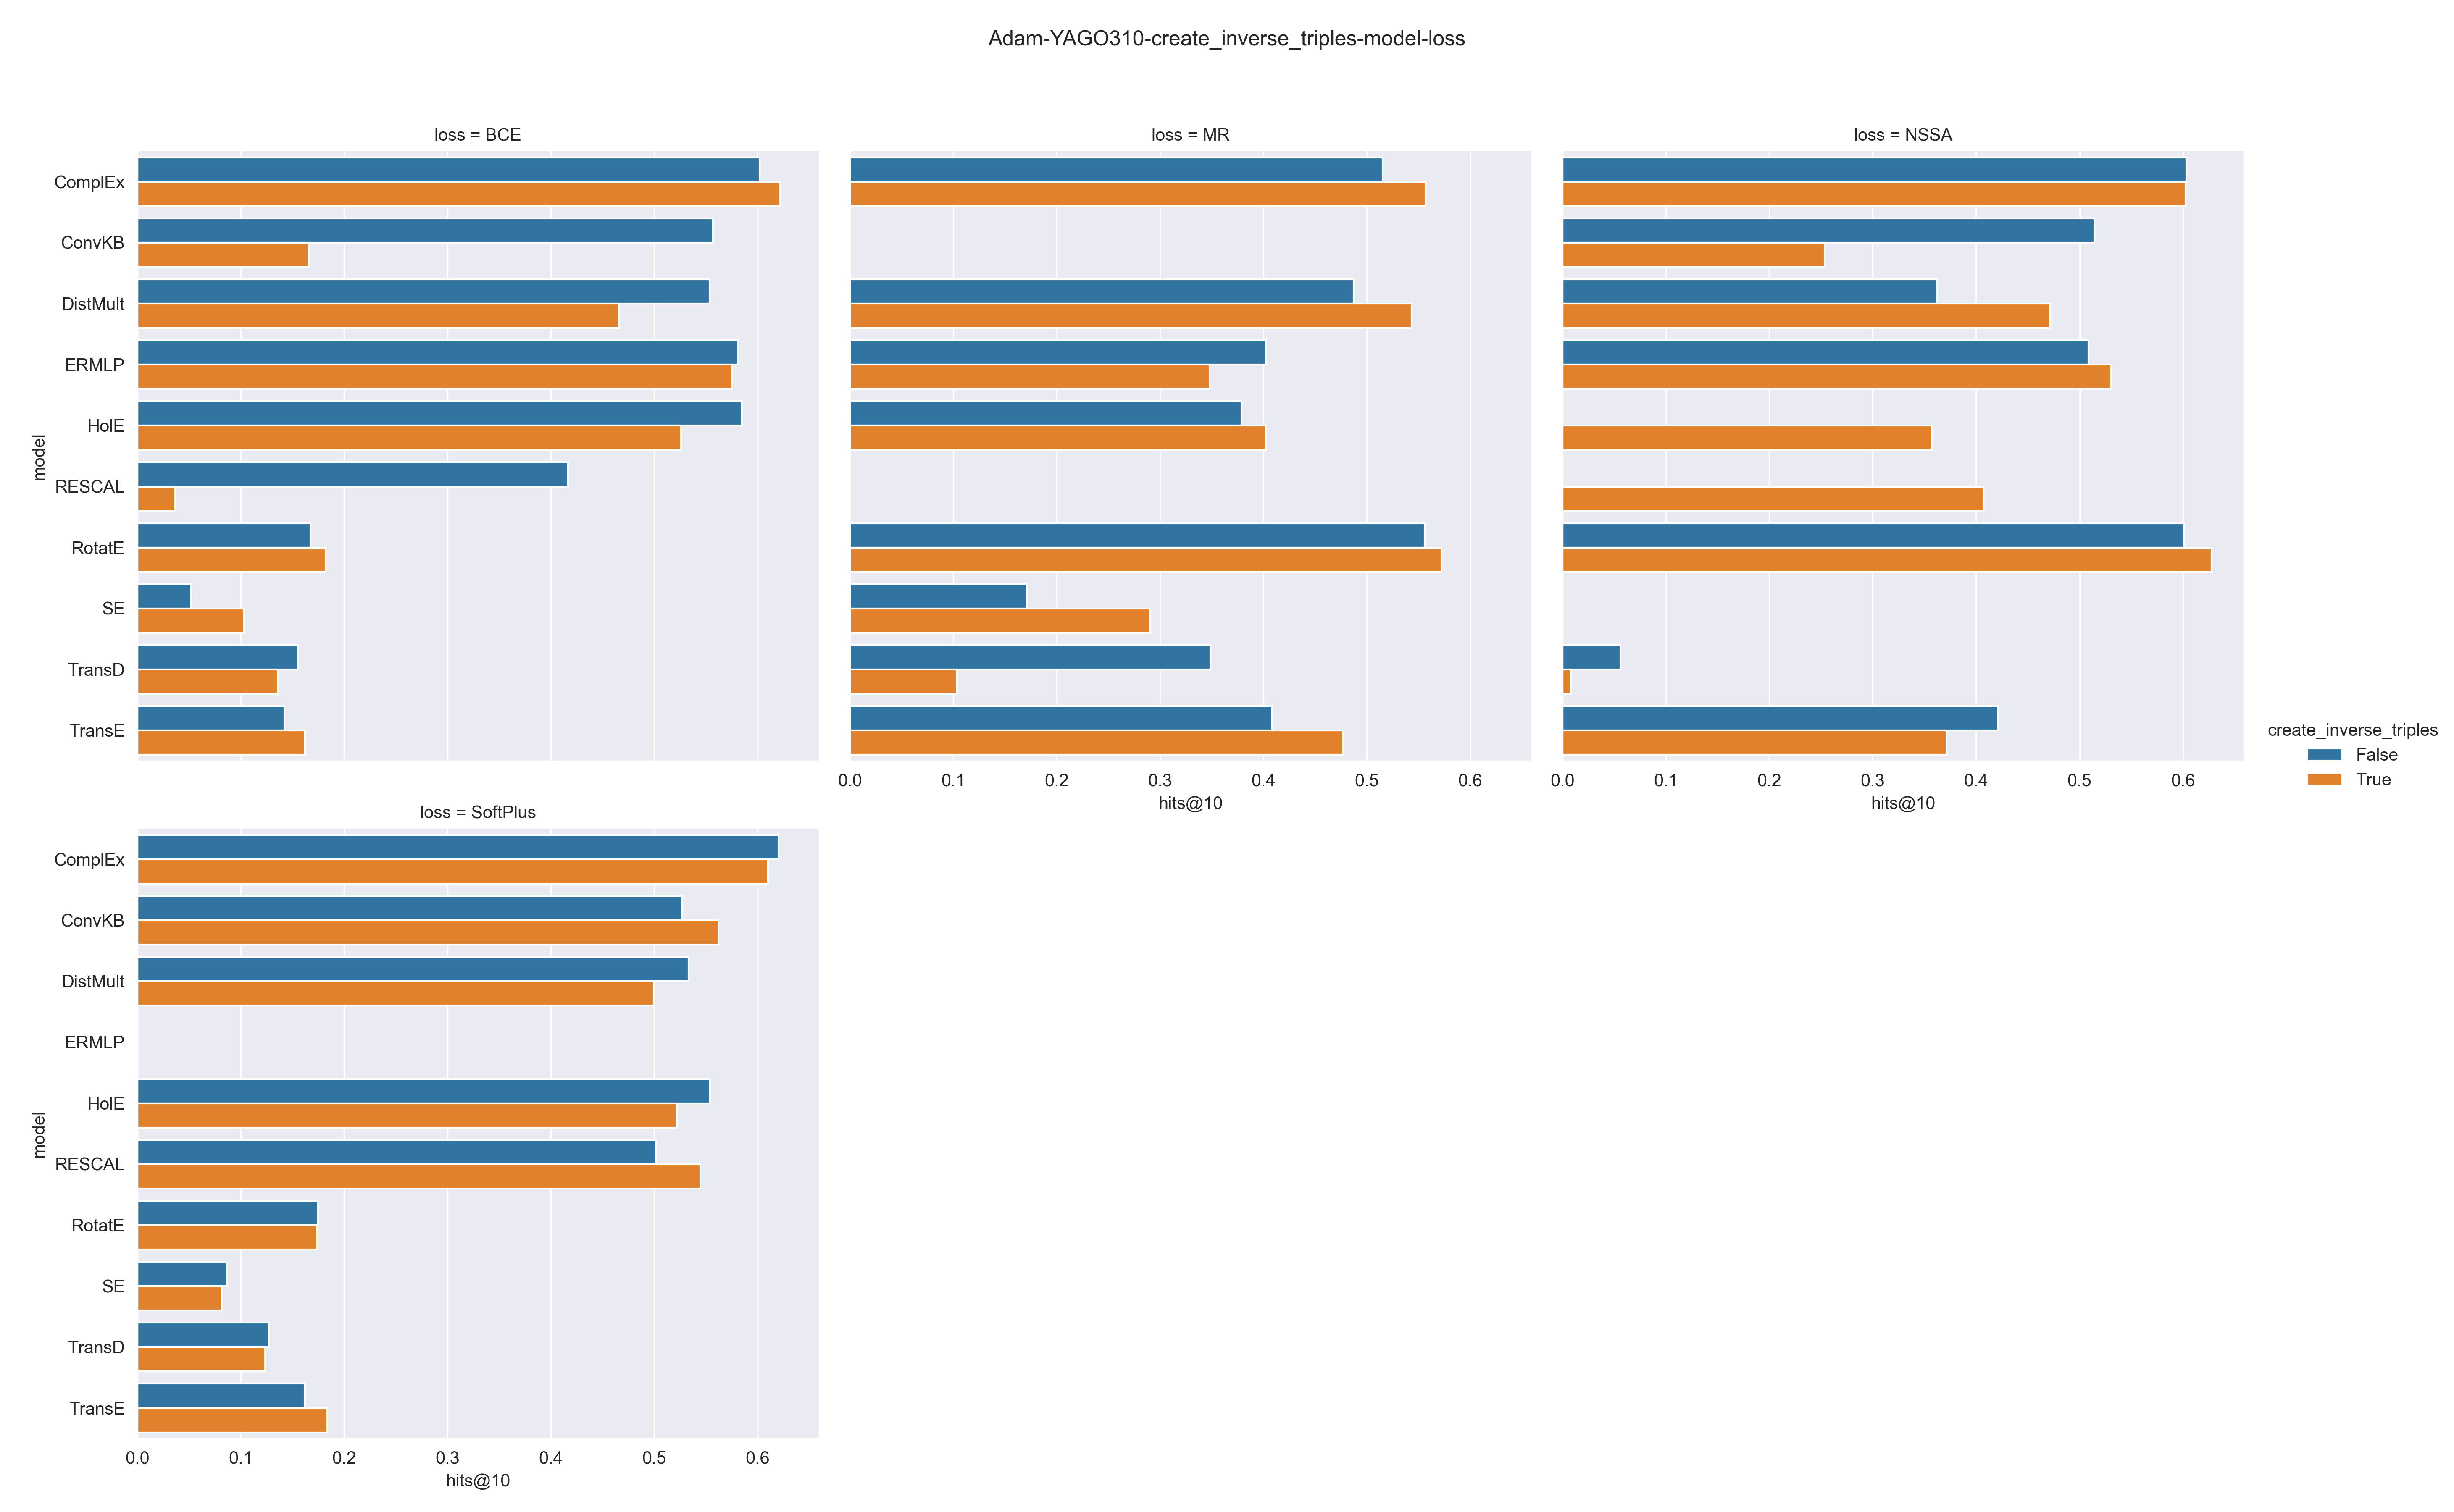 Adam-YAGO310-create_inverse_triples-model-loss
loss = BCE
loss = MR
loss = NSSA
ComplEx
ConvKB
DistMult
ERMLP
HolE
RESCAL
RotatE
SE
TransD
TransE
model
0.0 0.1 0.2 0.3 0.4 0.5 0.6
hits@10
0.0 0.1 0.2 0.3 0.4 0.5 0.6
hits@10
create_inverse_triples
False
True
loss = SoftPlus
ComplEx
ConvKB
DistMult
ERMLP
HolE
RESCAL
RotatE
SE
TransD
TransE
model
0.0 0.1 0.2 0.3 0.4 0.5 0.6
hits@10